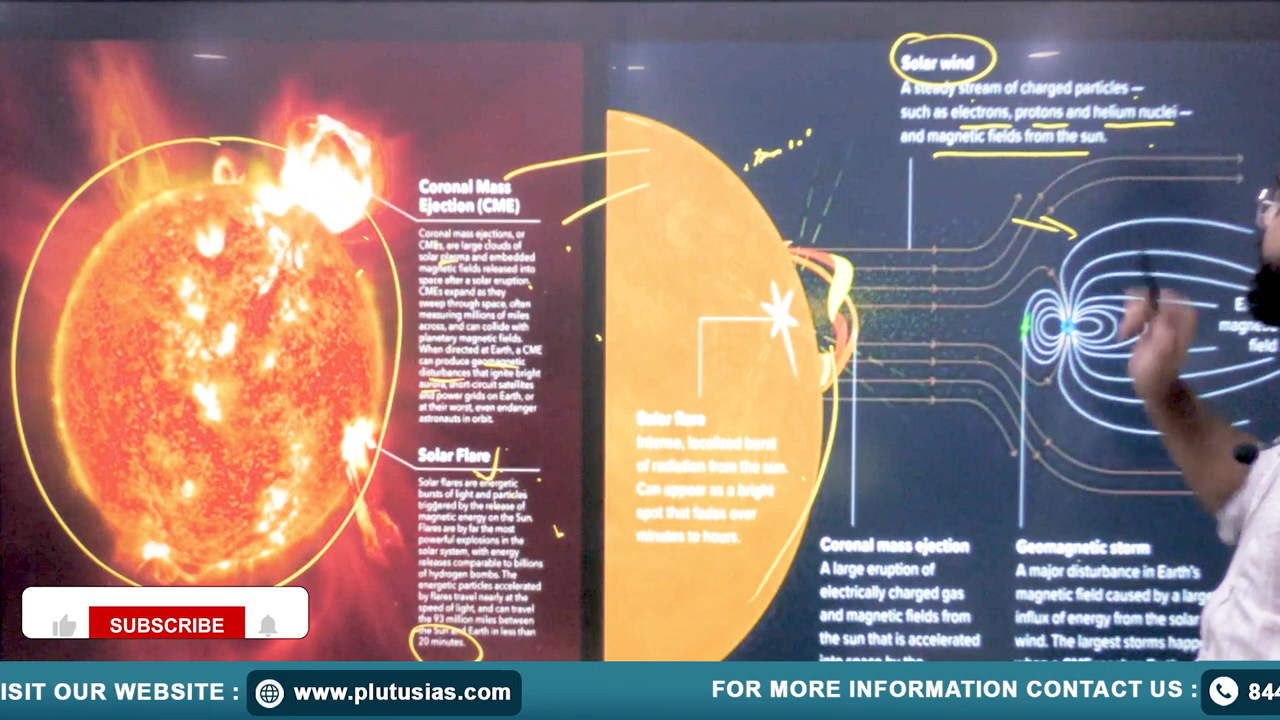 Coronal Mass
Ejection (CME)
Coronal mass ejections, or
CMEs, are large clouds of
solar plasma and embedded
magnetic fields released into
space after a solar eruption.
CMEs expand as they
sweep through space, often
measuring millions of miles
across, and can collide with
planetary magnetic fields.
When directed at Earth, a CME
can produce geomagnetic
disturbances that ignite bright
aurora, short-circuit satellites
and power grids on Earth, or
at their worst, even endanger
astronauts in orbit.
Solar Flare
Solar flares are energetic
bursts of light and particles
triggered by the release of
magnetic energy on the Sun.
Flares are by far the most
powerful explosions in the
solar system, with energy
releases comparable to billions
of hydrogen bombs. The
energetic particles accelerated
by flares travel nearly at the
speed of light, and can travel
the 93 million miles between
the Sun and Earth in less than
20 minutes.
Solar wind
A steady stream of charged particles —
such as electrons, protons and helium nuclei —
and magnetic fields from the sun.
magnetic
field
Solar flare
Intense, localized burst
of radiation from the sun.
Can appear as a bright
spot that fades over
minutes to hours.
Coronal mass ejection
A large eruption of
electrically charged gas
and magnetic fields from
the sun that is accelerated
Geomagnetic storm
A major disturbance in Earth's
magnetic field caused by a large
influx of energy from the solar
wind. The largest storms happ
SUBSCRIBE
ISIT OUR WEBSITE : www.plutusias.com
FOR MORE INFORMATION CONTACT US : 844